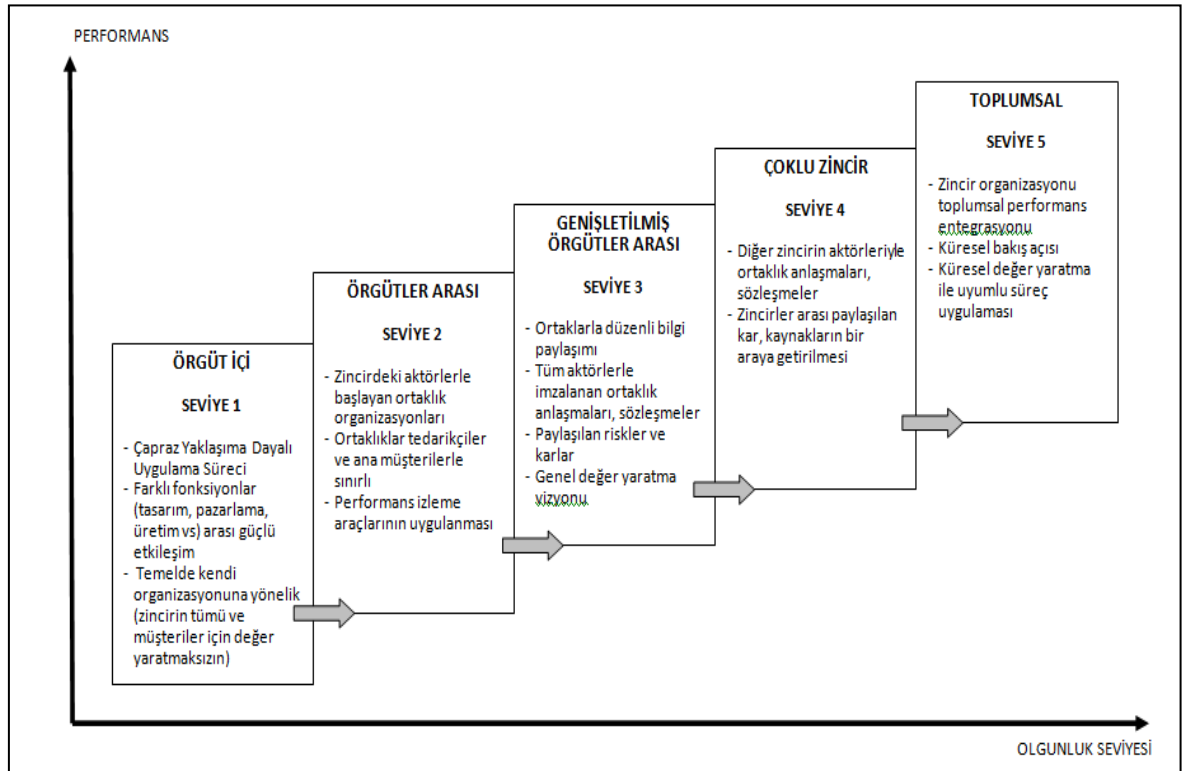 PERFORMANS
ÖRGÜT İÇİ
SEVİYE 1
- Çapraz Yaklaşıma Dayalı
Uygulama Süreci
- Farklı fonksiyonlar
(tasarım, pazarlama,
üretim vs) arası güçlü
etkileşim
- Temelde kendi
organizasyonuna yönelik
(zincirin tümü ve
müşteriler için değer
yaratmaksızın)
ÖRGÜTLER ARASI
SEVİYE 2
- Zincirdeki aktörlerle
başlayan ortaklık
organizasyonları
- Ortaklıklar tedarikçiler
ve ana müşterilerle
sınırlı
- Performans izleme
araçlarının uygulanması
GENİŞLETİLMİŞ
ÖRGÜTLER ARASI
SEVİYE 3
- Ortaklarla düzenli bilgi
paylaşımı
- Tüm aktörlerle
imzalanan ortaklık
anlaşmaları, sözleşmeler
- Paylaşılan riskler ve
karlar
- Genel değer yaratma
vizyonu
ÇOKLU ZİNCİR
SEVİYE 4
- Diğer zincirin aktörleriyle
ortaklık anlaşmaları,
sözleşmeler
- Zincirler arası paylaşılan
kar, kaynakların bir
araya getirilmesi
TOPLUMSAL
SEVİYE 5
- Zincir organizasyonu
toplumsal performans
entegrasyonu
- Küresel bakış açısı
- Küresel değer yaratma
ile uyumlu süreç
uygulaması
OLGUNLUK SEVİYESİ